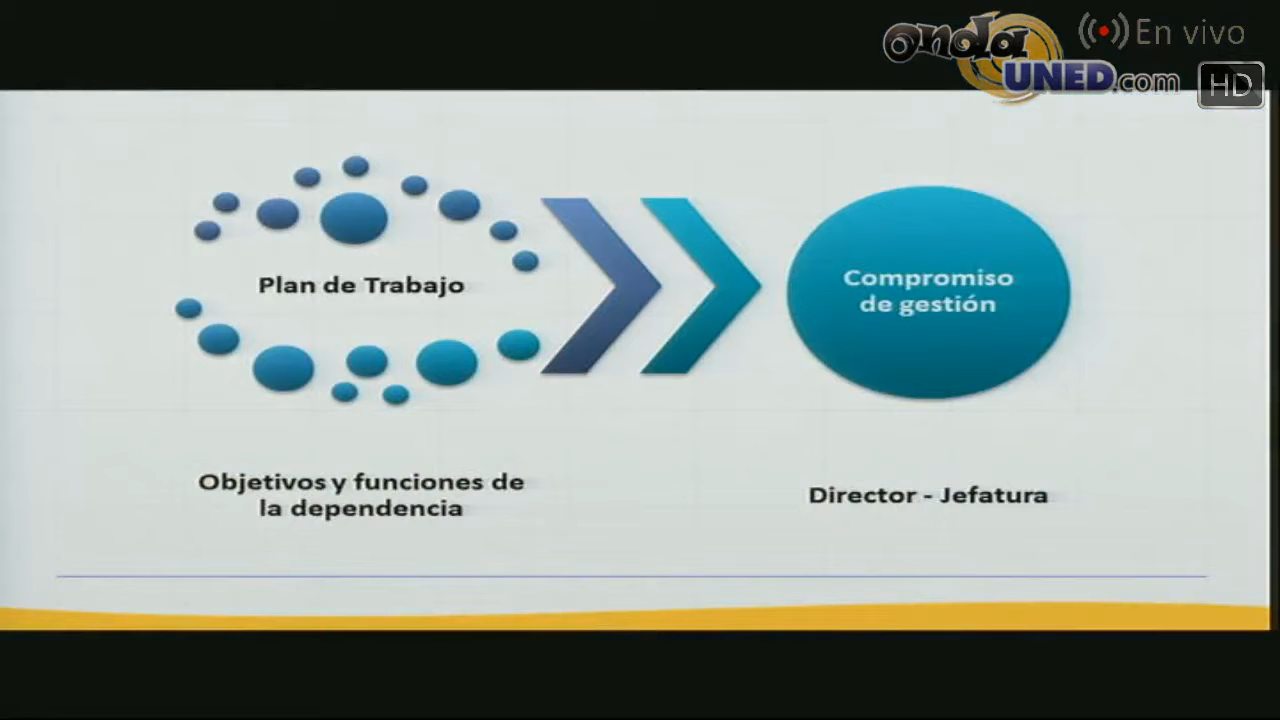 onda
UNED.com
En vivo
HD
Plan de Trabajo
Compromiso
de gestión
Objetivos y funciones de
la dependencia
Director - Jefatura